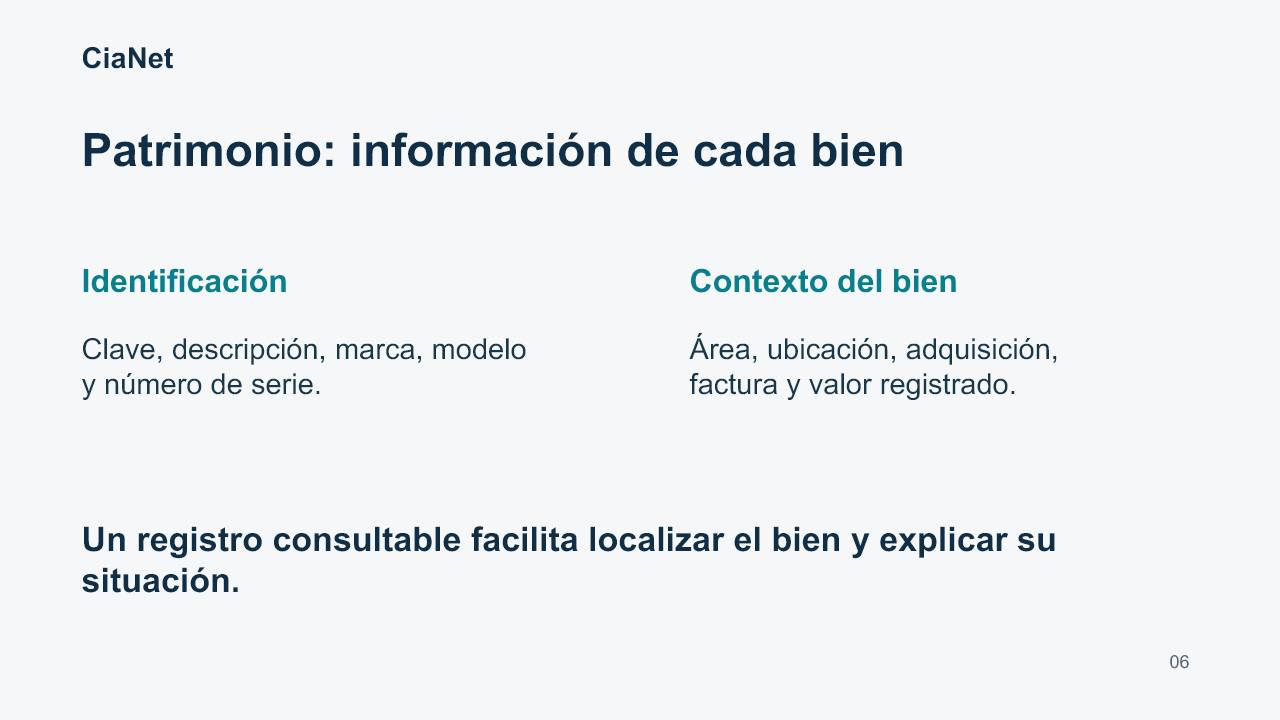 CiaNet
Patrimonio: información de cada bien
Identificación
Clave, descripción, marca, modelo
y número de serie.
Contexto del bien
Área, ubicación, adquisición,
factura y valor registrado.
Un registro consultable facilita localizar el bien y explicar su
situación.
06